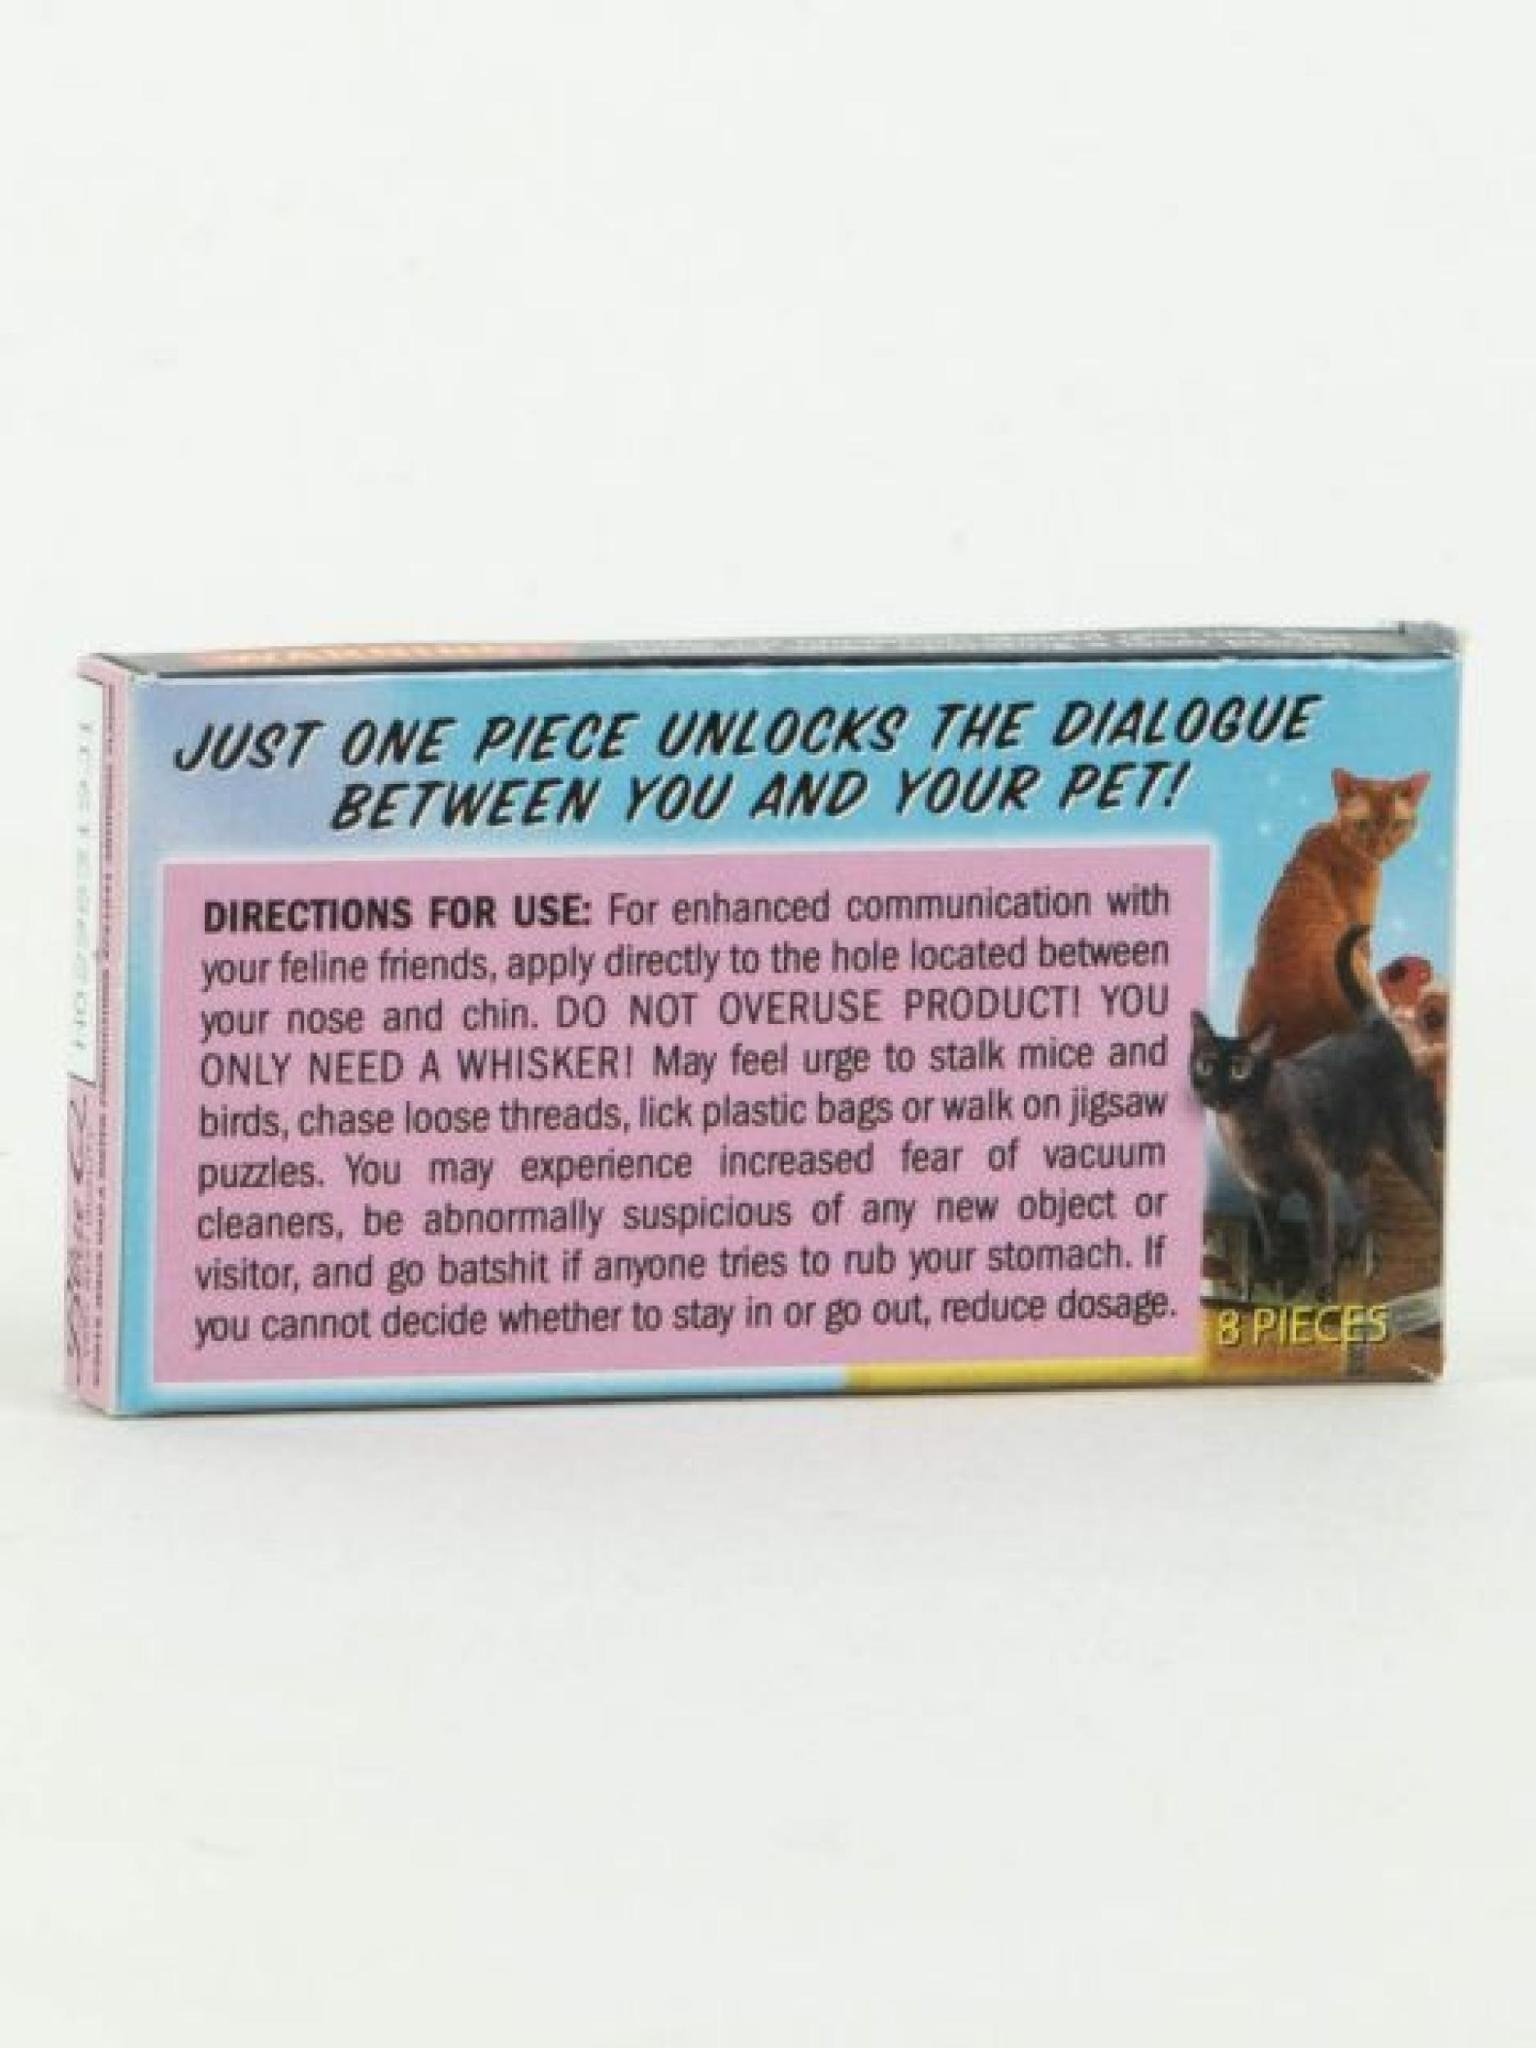 JUST ONE PIECE UNLOCKS THE DIALOGUE
BETWEEN YOU AND YOUR PET!
DIRECTIONS FOR USE: For enhanced communication with
your feline friends, apply directly to the hole located between
your nose and chin. DO NOT OVERUSE PRODUCT! YOU
ONLY NEED A WHISKER! May feel urge to stalk mice and
birds, chase loose threads, lick plastic bags or walk on jigsaw
puzzles. You may experience increased fear of vacuum
cleaners, be abnormally suspicious of any new object or
visitor, and go batshit if anyone tries to rub your stomach. If
you cannot decide whether to stay in or go out, reduce dosage.
8 PIECES